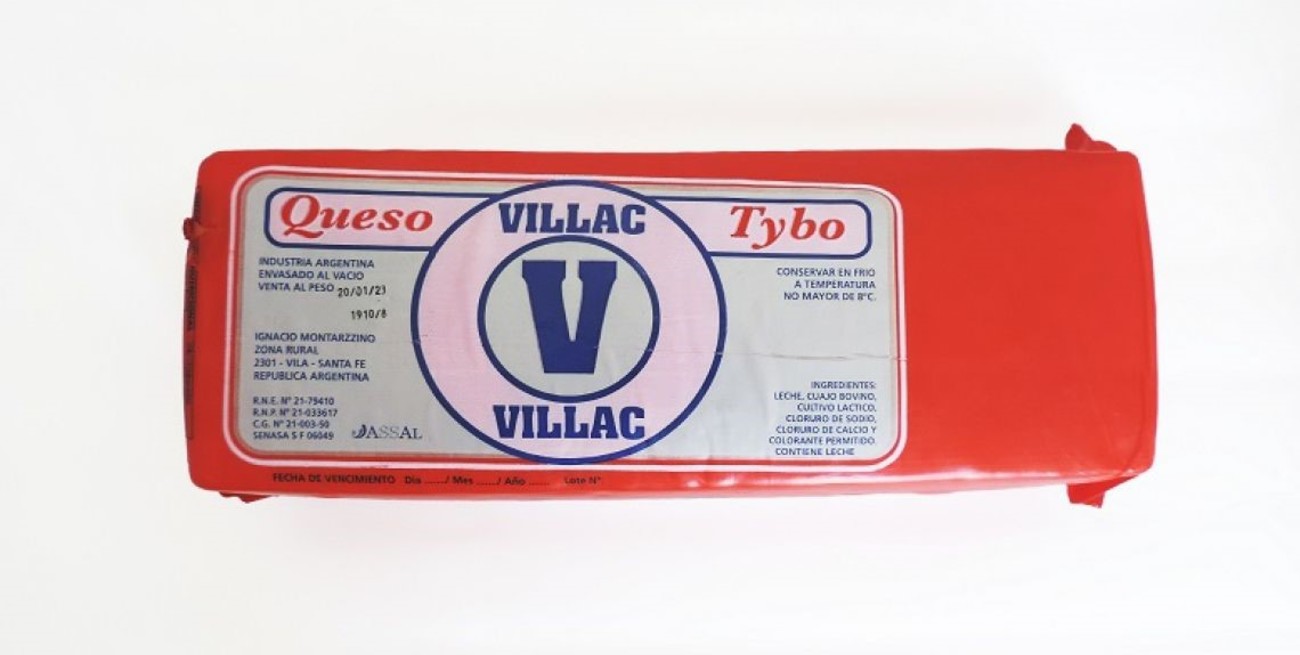 Queso
VILLAC
Tybo
INDUSTRIA ARGENTINA
ENVASADO AL VACIO
VENTA AL PESO 20/01/23
1910/8
IGNACIO MONTARZZINO
ZONA RURAL
2301 - VILA - SANTA FE
REPUBLICA ARGENTINA
R.N.E. Nº 21-79410
R.N.P. Nº 21-033617
C.G. Nº 21-003-50
SENASA S F 06049
ASSAL
V
VILLAC
CONSERVAR EN FRIO
A TEMPERATURA
NO MAYOR DE 8°C.
INGREDIENTES:
LECHE, CUAJO BOVINO,
CULTIVO LACTICO,
CLORURO DE SODIO,
CLORURO DE CALCIO Y
COLORANTE PERMITIDO.
CONTIENE LECHE
FECHA DE VENCIMIENTO Dia ......./ Mes ......./ Año ....... Lote Nº: